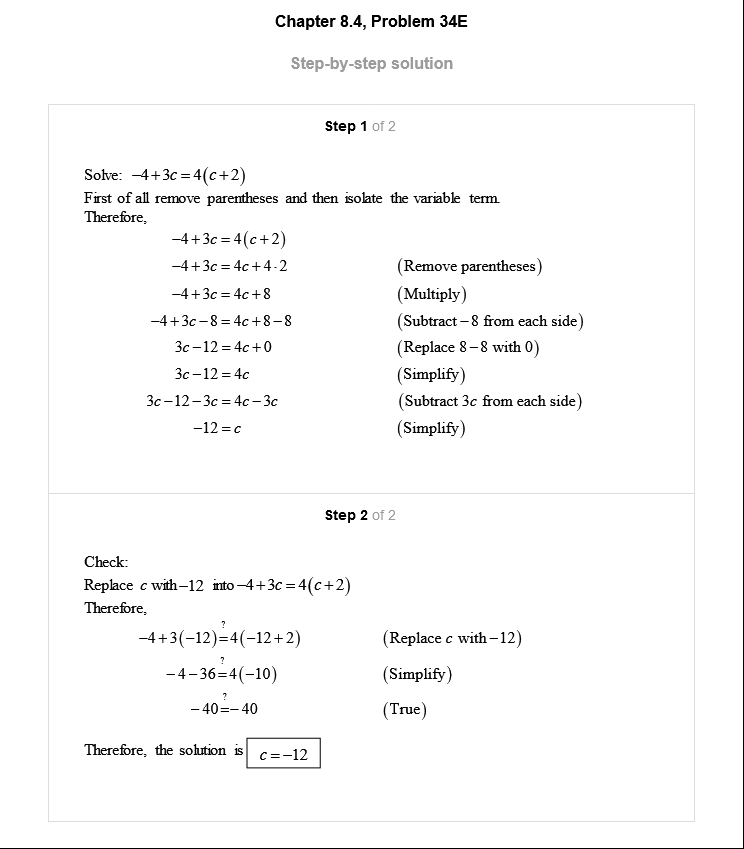 Chapter 8.4, Problem 34E
Step-by-step solution
Step 1 of 2
Solve: −4+3c=4(c+2)
First of all remove parentheses and then isolate the variable term.
Therefore,
−4+3c=4(c+2)
−4+3c=4c+4·2 (Remove parentheses)
−4+3c=4c+8 (Multiply)
−4+3c−8=4c+8−8 (Subtract−8 from each side)
3c−12=4c+0 (Replace 8−8 with 0)
3c−12=4c (Simplify)
3c−12−3c=4c−3c (Subtract 3c from each side)
−12=c (Simplify)
Step 2 of 2
Check:
Replace c with−12 into−4+3c=4(c+2)
Therefore,
−4+3(−12)≟4(−12+2) (Replace c with−12)
−4−36≟4(−10) (Simplify)
−40≟−40 (True)
Therefore, the solution is c=−12